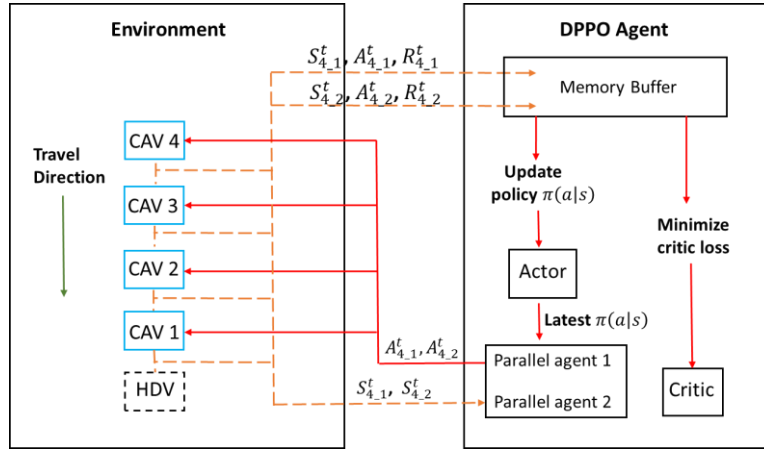 Environment
DPPO Agent
S^t_{4_1}, A^t_{4_1}, R^t_{4_1}
S^t_{4_2}, A^t_{4_2}, R^t_{4_2}
Memory Buffer
CAV 4
Travel
Direction
CAV 3
CAV 2
CAV 1
HDV
Update
policy π(a|s)
Minimize
critic loss
Actor
Latest π(a|s)
A^t_{4_1}, A^t_{4_2}
Parallel agent 1
Parallel agent 2
S^t_{4_1}, S^t_{4_2}
Critic